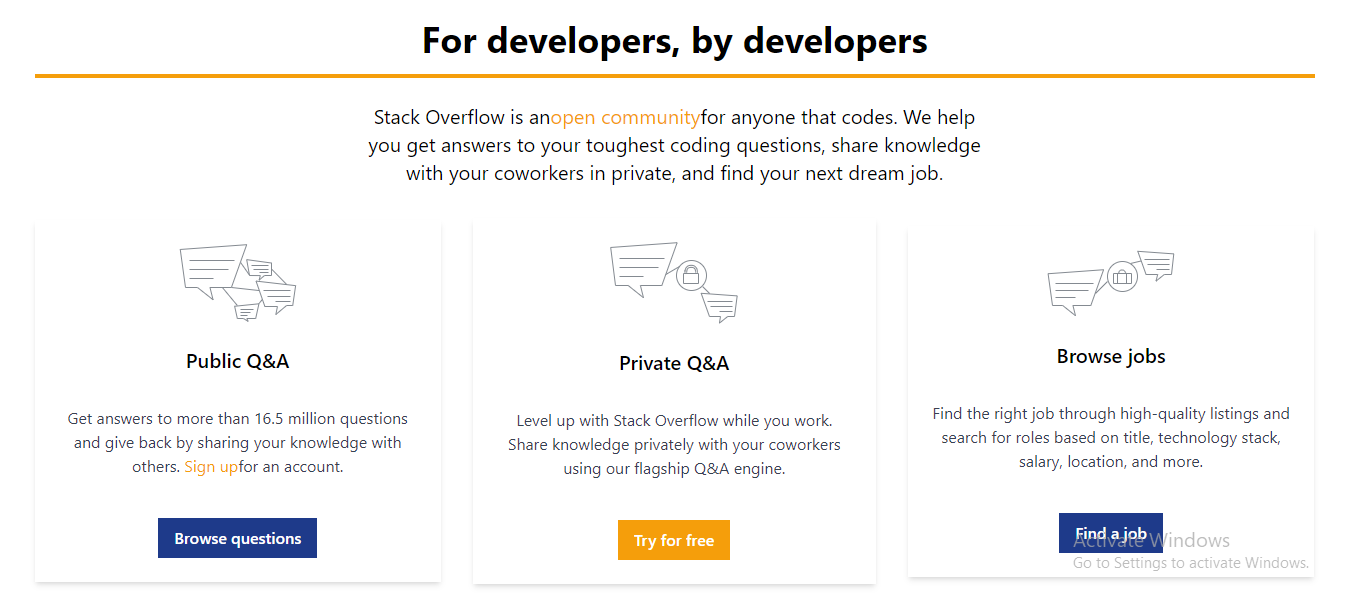 For developers, by developers
Stack Overflow is anopen communityfor anyone that codes. We help
you get answers to your toughest coding questions, share knowledge
with your coworkers in private, and find your next dream job.
Public Q&A
Get answers to more than 16.5 million questions
and give back by sharing your knowledge with
others. Sign upfor an account.
Browse questions
Private Q&A
Level up with Stack Overflow while you work.
Share knowledge privately with your coworkers
using our flagship Q&A engine.
Try for free
Browse jobs
Find the right job through high-quality listings and
search for roles based on title, technology stack,
salary, location, and more.
Find a job
Activate Windows
Go to Settings to activate Windows.